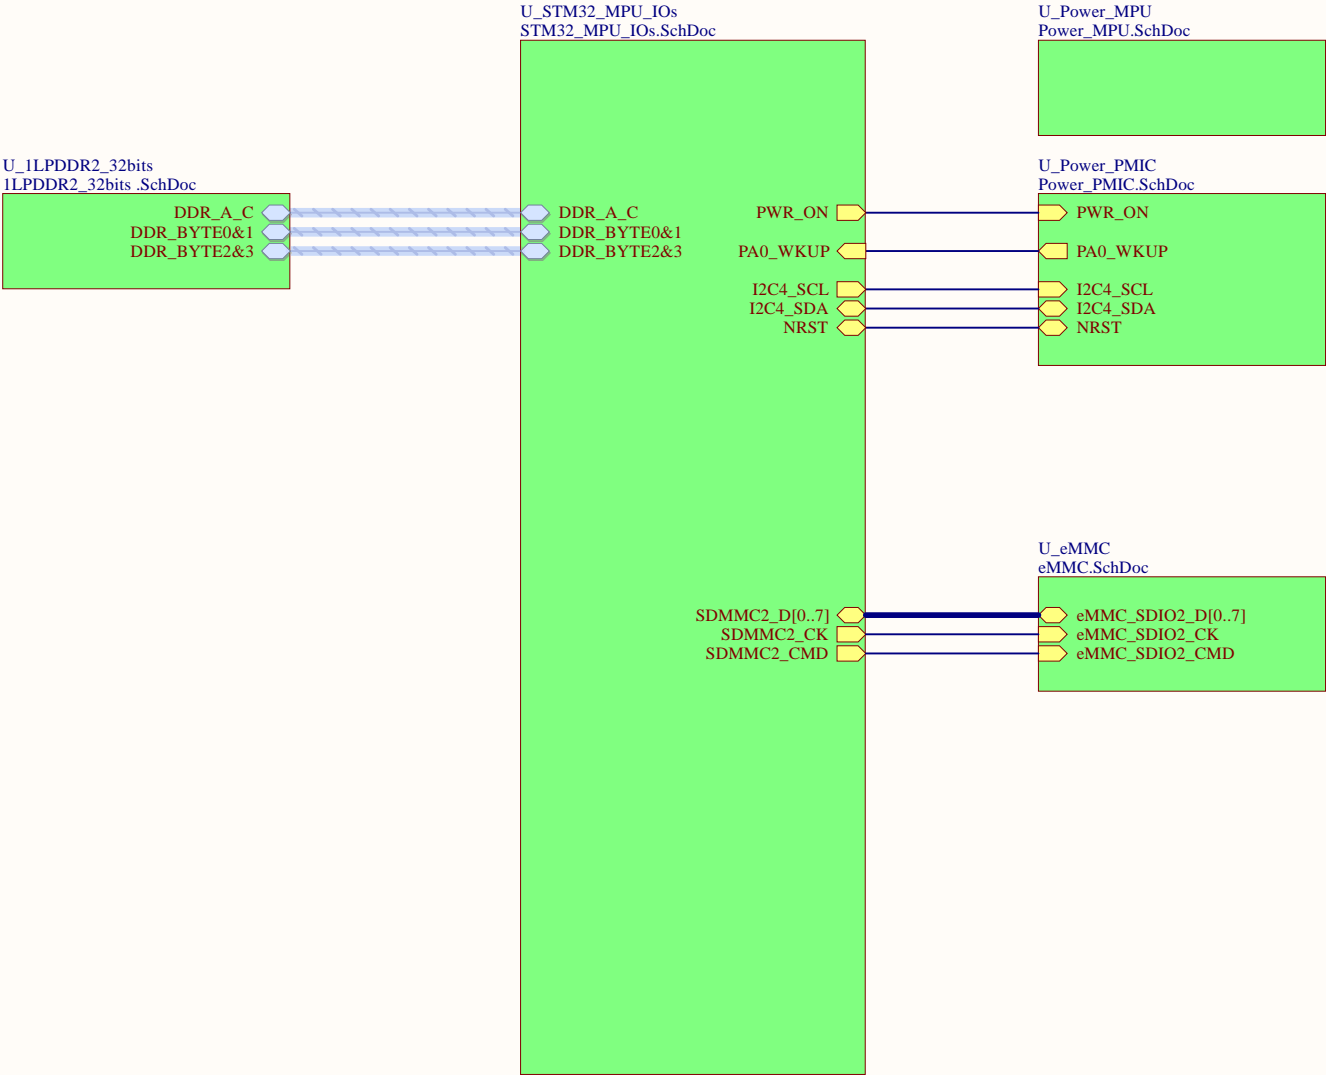 U_STM32_MPU_IOs
STM32_MPU_IOs.SchDoc
U_Power_MPU
Power_MPU.SchDoc
U_1LPDDR2_32bits
1LPDDR2_32bits .SchDoc
DDR_A_C
DDR_BYTE0&1
DDR_BYTE2&3
DDR_A_C
DDR_BYTE0&1
DDR_BYTE2&3
PWR_ON
PA0_WKUP
I2C4_SCL
I2C4_SDA
NRST
U_Power_PMIC
Power_PMIC.SchDoc
PWR_ON
PA0_WKUP
I2C4_SCL
I2C4_SDA
NRST
SDMMC2_D[0..7]
SDMMC2_CK
SDMMC2_CMD
U_eMMC
eMMC.SchDoc
eMMC_SDIO2_D[0..7]
eMMC_SDIO2_CK
eMMC_SDIO2_CMD